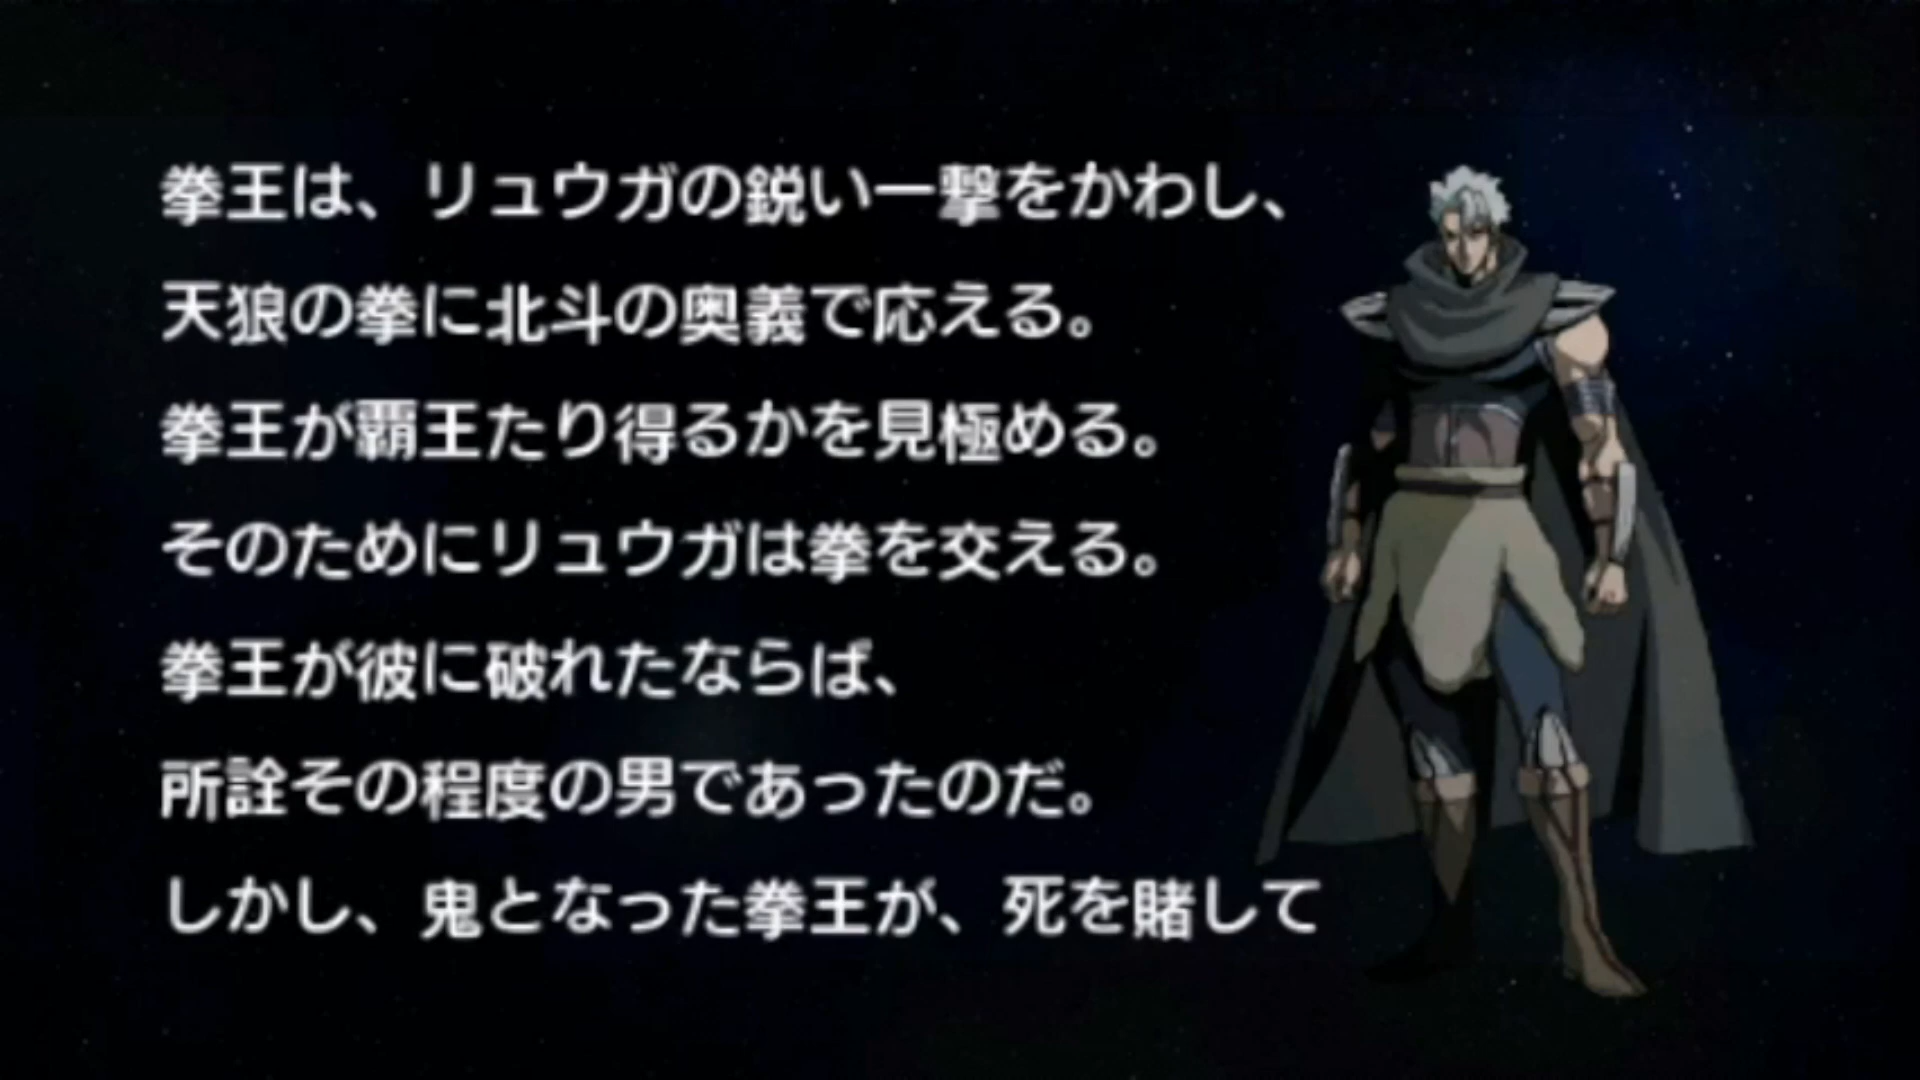 拳王は、リュウガの鋭い一撃をかわし、
天狼の拳に北斗の奥義で応える。
拳王が覇王たり得るかを見極める。
そのためにリュウガは拳を交える。
拳王が彼に破れたならば、
所詮その程度の男であったのだ。
しかし、鬼となった拳王が、死を賭して